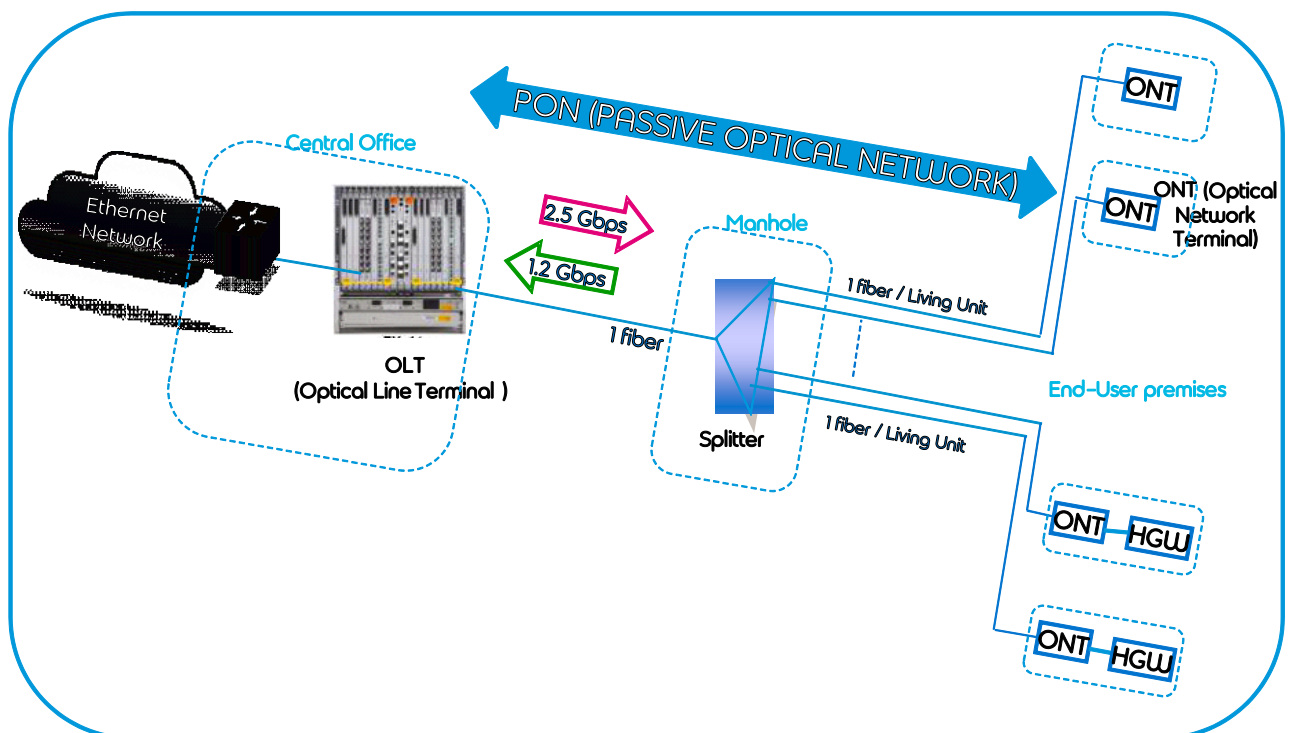 PON (PASSIVE OPTICAL NETWORK)
Central Office
Ethernet
Network
2.5 Gbps
1.2 Gbps
Manhole
ONT
ONT
ONT (Optical
Network
Terminal)
1 fiber / Living Unit
1 fiber
OLT
(Optical Line Terminal )
End-User premises
1 fiber / Living Unit
Splitter
ONT
HGW
ONT
HGW